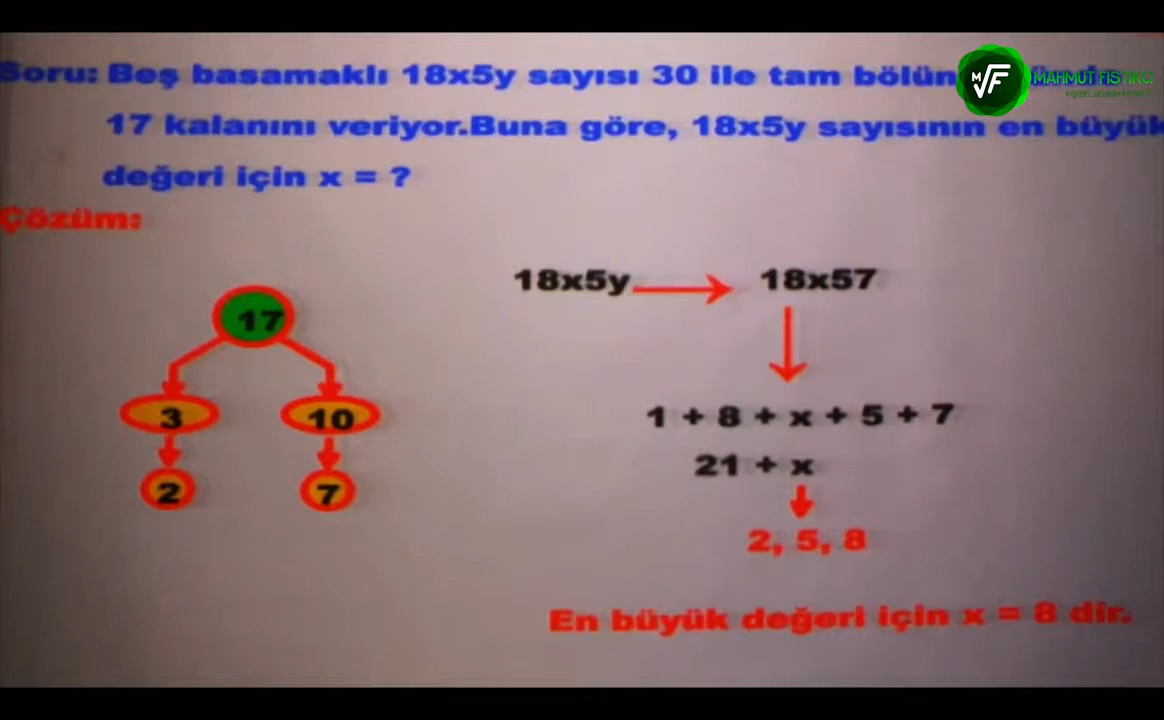 Soru: Beş basamaklı 18x5y sayısı 30 ile tam
17 kalanını veriyor.Buna göre, 18x5y sayısının en büyük
değeri için x = ?
Çözüm:
18x5y 18x57
17
3 10
2 7
1 + 8 + x + 5 + 7
21 + x
2, 5, 8
En büyük değeri için x = 8 dir.
√F
MAHMUT FISTIKÇI